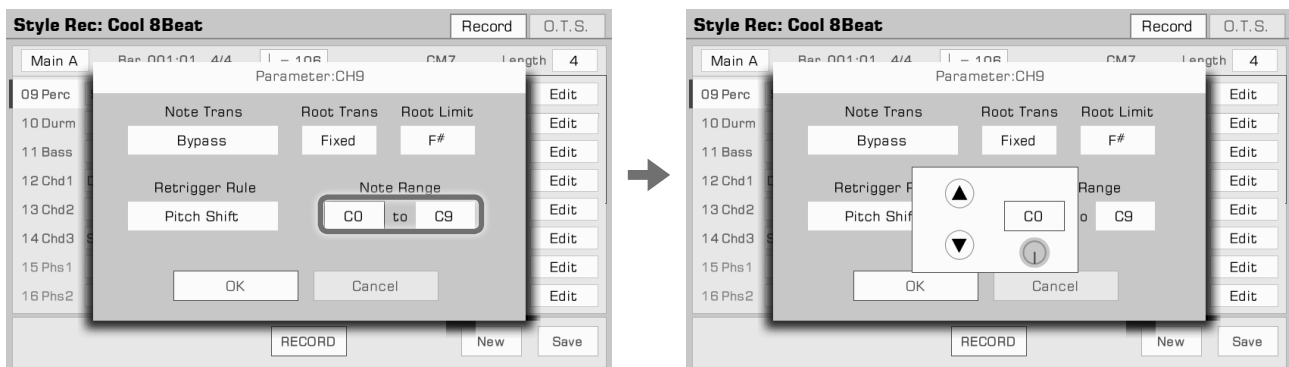 Style Rec: Cool 8Beat Record O.T.S.
Main A Bar 001:01 4/4 = 106 CM7 Length 4
Parameter:CH9
09 Perc Edit
Note Trans Root Trans Root Limit
10 Durm Edit
Bypass Fixed F#
11 Bass Edit
12 Chd1 Edit
Retrigger Rule Note Range
13 Chd2 Edit
Pitch Shift C0 to C9
14 Chd3 Edit
15 Phs1 Edit
OK Cancel
16 Phs2 Edit
RECORD New Save
Style Rec: Cool 8Beat Record O.T.S.
Main A Bar 001:01 4/4 = 106 CM7 Length 4
Parameter:CH9
09 Perc Edit
Note Trans Root Trans Root Limit
10 Durm Edit
Bypass Fixed F#
11 Bass Edit
12 Chd1 Edit
Retrigger Range
13 Chd2 Edit
Pitch Shif C0 o C9
14 Chd3 Edit
15 Phs1 Edit
OK Cancel
16 Phs2 Edit
RECORD New Save